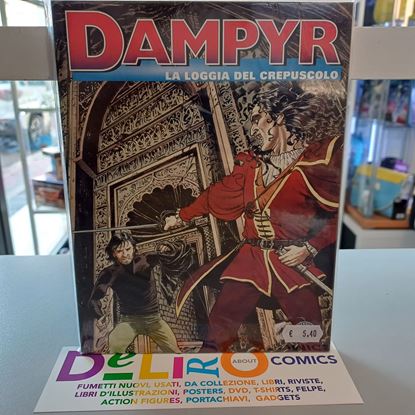 DAMPYR
LA LOGGIA DEL CREPUSCOLO
€ 5.40
DeLiRO ABOUT COMICS
FUMETTI NUOVI, USATI, DA COLLEZIONE, LIBRI, RIVISTE,
LIBRI D'ILLUSTRAZIONI, POSTERS, DVD, T-SHIRTS, FELPE,
ACTION FIGURES, PORTACHIAVI, GADGETS